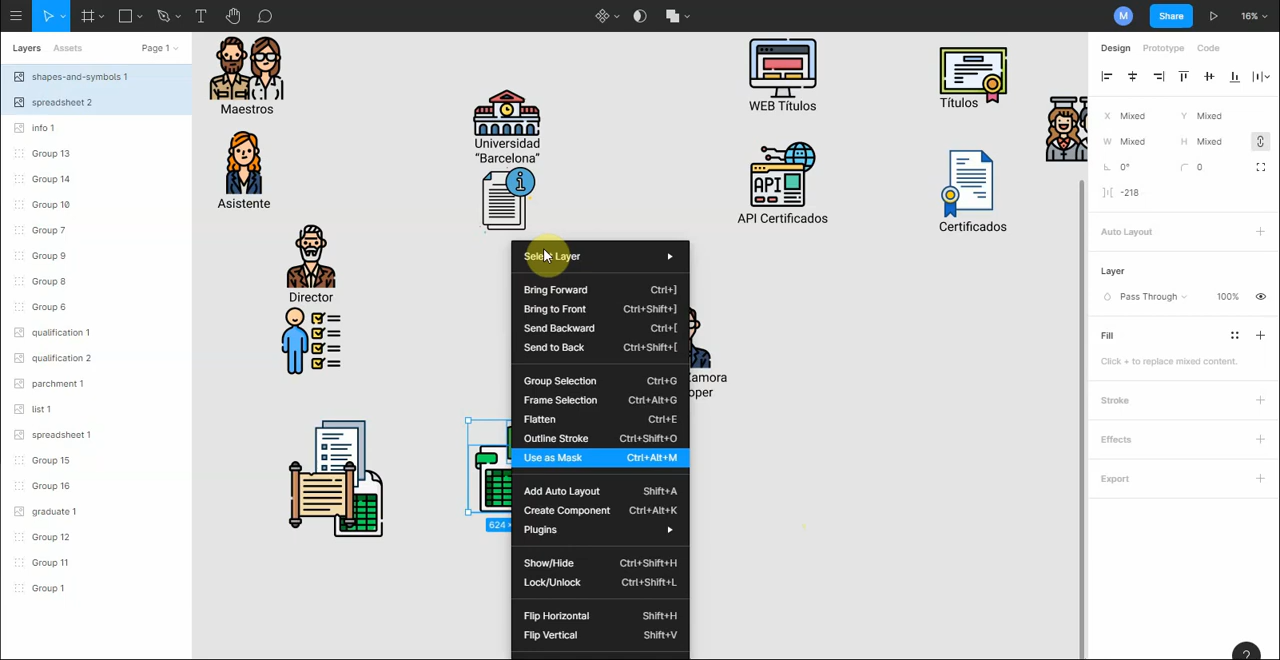 M
Share
16%
Layers
Assets
Page 1
shapes-and-symbols 1
spreadsheet 2
info 1
Group 13
Group 14
Group 10
Group 7
Group 9
Group 8
Group 6
qualification 1
qualification 2
parchment 1
list 1
spreadsheet 1
Group 15
Group 16
graduate 1
Group 12
Group 11
Group 1
Maestros
Asistente
Director
Universidad
“Barcelona”
i
WEB Títulos
API
API Certificados
Títulos
Certificados
Zamora
oper
624 ×
Select Layer
Bring Forward Ctrl+]
Bring to Front Ctrl+Shift+]
Send Backward Ctrl+[
Send to Back Ctrl+Shift+[
Group Selection Ctrl+G
Frame Selection Ctrl+Alt+G
Flatten Ctrl+E
Outline Stroke Ctrl+Shift+O
Use as Mask Ctrl+Alt+M
Add Auto Layout Shift+A
Create Component Ctrl+Alt+K
Plugins
Show/Hide Ctrl+Shift+H
Lock/Unlock Ctrl+Shift+L
Flip Horizontal Shift+H
Flip Vertical Shift+V
Design
Prototype
Code
X Mixed Y Mixed
W Mixed H Mixed
0° 0
-218
Auto Layout
Layer
Pass Through 100%
Fill
Click + to replace mixed content.
Stroke
Effects
Export
?